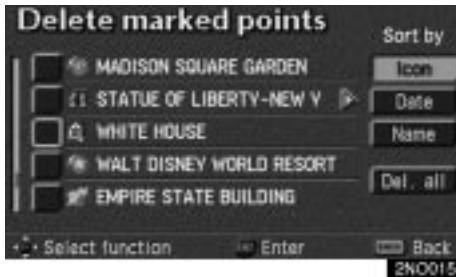 Delete marked points
Sort by
MADISON SQUARE GARDEN
Icon
STATUE OF LIBERTY-NEW Y
Date
WHITE HOUSE
Name
WALT DISNEY WORLD RESORT
Del. all
EMPIRE STATE BUILDING
Select function
Enter
Back
2NO015